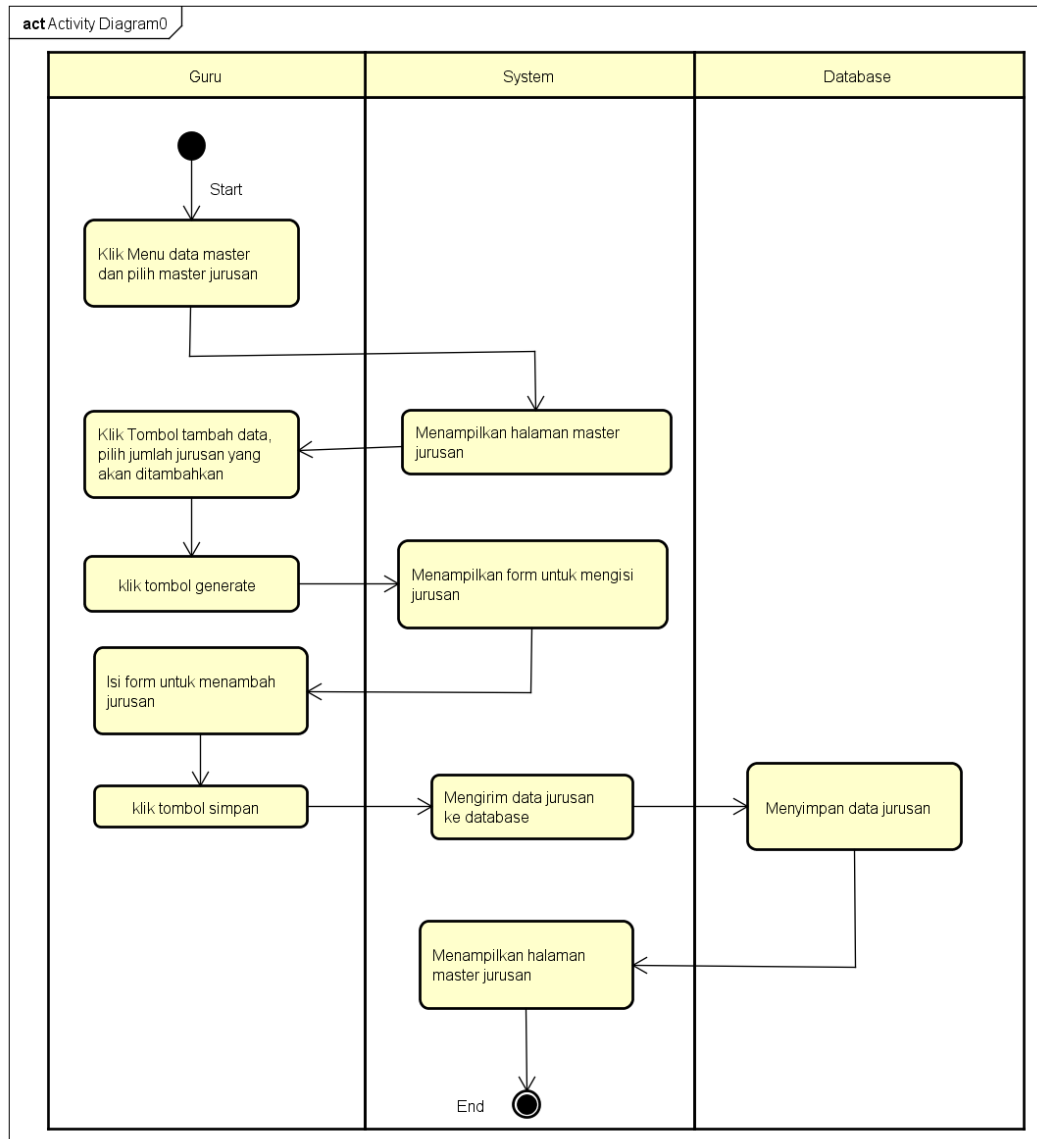 act Activity Diagram0
Guru
System
Database
Start
Klik Menu data master
dan pilih master jurusan
Menampilkan halaman master
jurusan
Klik Tombol tambah data,
pilih jumlah jurusan yang
akan ditambahkan
klik tombol generate
Menampilkan form untuk mengisi
jurusan
Isi form untuk menambah
jurusan
klik tombol simpan
Mengirim data jurusan
ke database
Menyimpan data jurusan
Menampilkan halaman
master jurusan
End